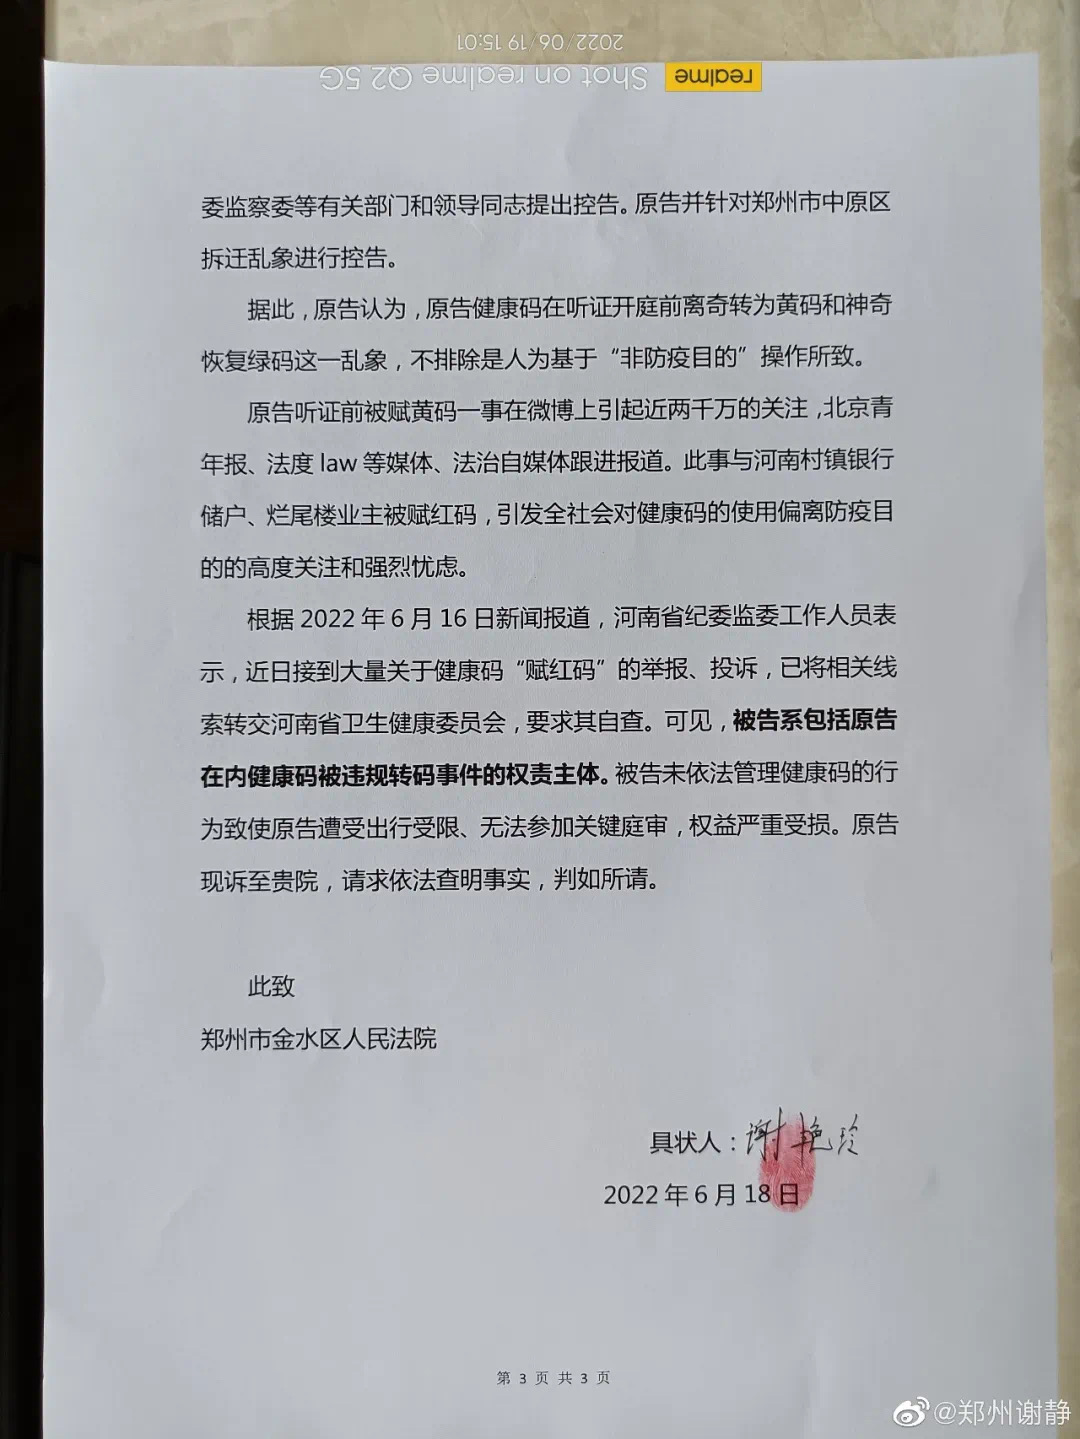 2022/06/19 15:01
Shot on realme Q2 5G realme
委监察委等有关部门和领导同志提出控告。原告并针对郑州市中原区
拆迁乱象进行控告。
据此，原告认为，原告健康码在听证开庭前离奇转为黄码和神奇
恢复绿码这一乱象，不排除是人为基于“非防疫目的”操作所致。
原告听证前被赋黄码一事在微博上引起近两千万的关注，北京青
年报、法度 law 等媒体、法治自媒体跟进报道。此事与河南村镇银行
储户、烂尾楼业主被赋红码，引发全社会对健康码的使用偏离防疫目
的的高度关注和强烈忧虑。
根据 2022 年 6 月 16 日新闻报道，河南省纪委监委工作人员表
示，近日接到大量关于健康码“赋红码”的举报、投诉，已将相关线
索转交河南省卫生健康委员会，要求其自查。可见，被告系包括原告
在内健康码被违规转码事件的权责主体。被告未依法管理健康码的行
为致使原告遭受出行受限、无法参加关键庭审，权益严重受损。原告
现诉至贵院，请求依法查明事实，判如所请。
此致
郑州市金水区人民法院
具状人：谢艳玲
2022 年 6 月 18 日
第 3 页 共 3 页
@郑州谢静